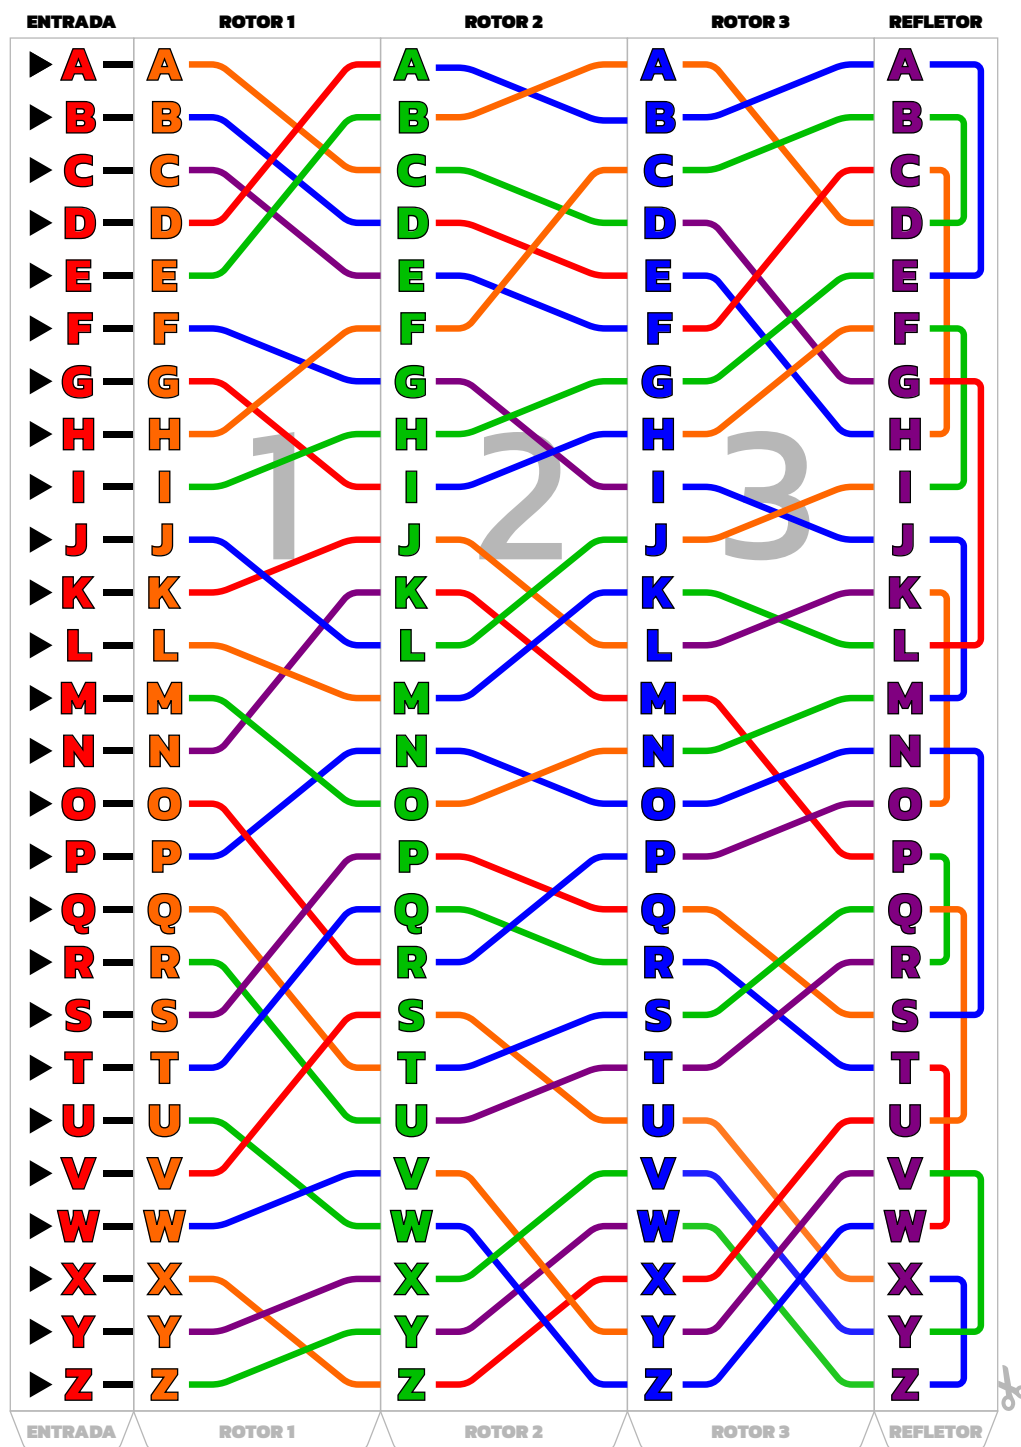 ENTRADA ROTOR 1 ROTOR 2 ROTOR 3 REFLETOR
A A A A A
B B B B B
C C C C C
D D D D D
E E E E E
F F F F F
G G G G G
H H H H H
1 2 3
I I I I I
J J J J J
K K K K K
L L L L L
M M M M M
N N N N N
O O O O O
P P P P P
Q Q Q Q Q
R R R R R
S S S S S
T T T T T
U U U U U
V V V V V
W W W W W
X X X X X
Y Y Y Y Y
Z Z Z Z Z
ENTRADA ROTOR 1 ROTOR 2 ROTOR 3 REFLETOR